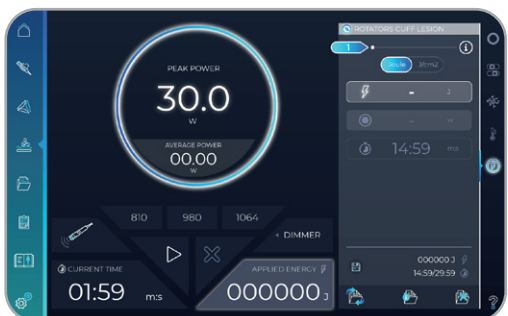 ROTATORS CUFF LESION
1
Joule J/cm2
PEAK POWER
30.0
W
- J
AVERAGE POWER
00.00
W
14:59 m:s
810 980 1064
DIMMER
CURRENT TIME
01:59 m:s
APPLIED ENERGY
000000 J
000000 J
14:59/29:59
?